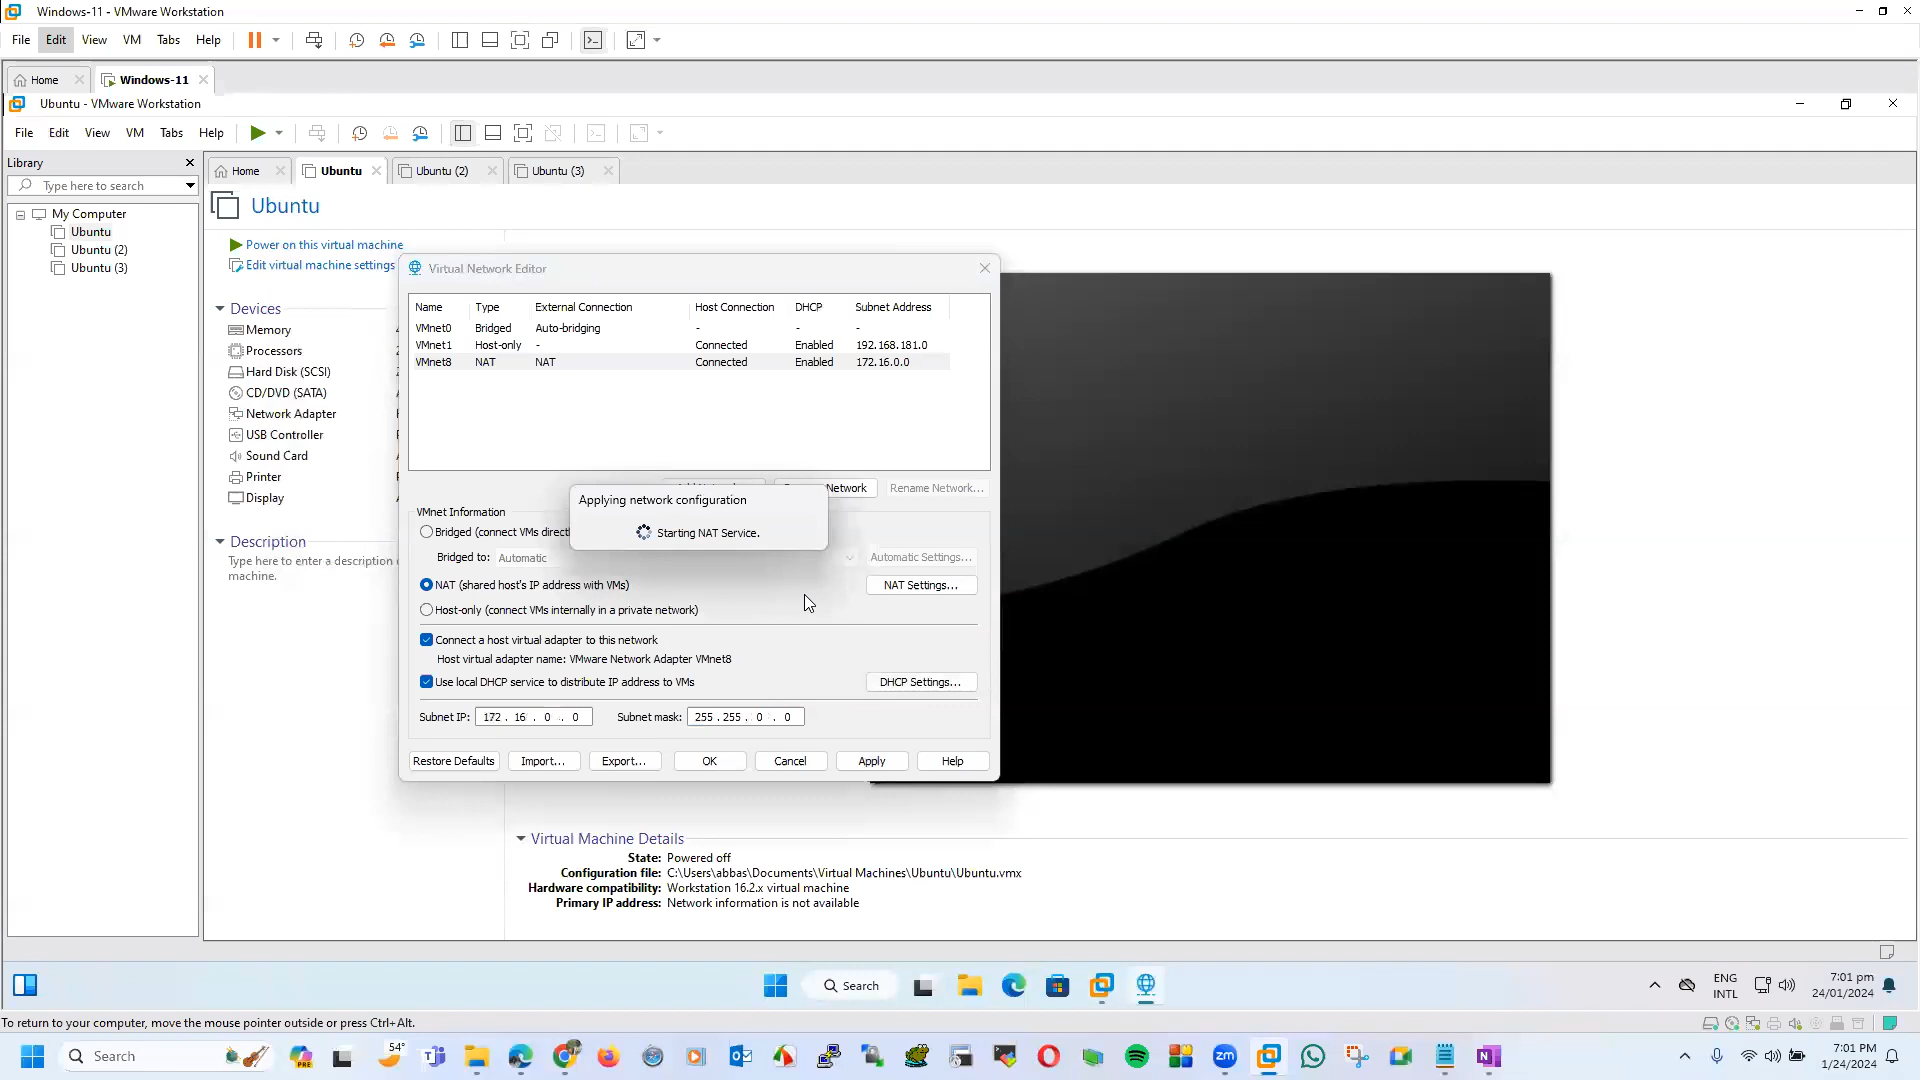 Windows-11 - VMware Workstation
File Edit View VM Tabs Help
Home Windows-11
Ubuntu - VMware Workstation
File Edit View VM Tabs Help
Library
Type here to search
My Computer
Ubuntu
Ubuntu (2)
Ubuntu (3)
Home Ubuntu Ubuntu (2) Ubuntu (3)
Ubuntu
Power on this virtual machine
Edit virtual machine settings
Devices
Memory
Processors
Hard Disk (SCSI)
CD/DVD (SATA)
Network Adapter
USB Controller
Sound Card
Printer
Display
Description
Type here to enter a description
machine.
Virtual Network Editor
Name Type External Connection Host Connection DHCP Subnet Address
VMnet0 Bridged Auto-bridging - - -
VMnet1 Host-only - Connected Enabled 192.168.181.0
VMnet8 NAT NAT Connected Enabled 172.16.0.0
Network Rename Network...
Applying network configuration
Starting NAT Service.
VMnet Information
Bridged (connect VMs directl
Bridged to: Automatic Automatic Settings...
NAT (shared host's IP address with VMs) NAT Settings...
Host-only (connect VMs internally in a private network)
Connect a host virtual adapter to this network
Host virtual adapter name: VMware Network Adapter VMnet8
Use local DHCP service to distribute IP address to VMs DHCP Settings...
Subnet IP: 172 . 16 . 0 . 0 Subnet mask: 255 . 255 . 0 . 0
Restore Defaults Import... Export... OK Cancel Apply Help
Virtual Machine Details
State: Powered off
Configuration file: C:\Users\abbas\Documents\Virtual Machines\Ubuntu\Ubuntu.vmx
Hardware compatibility: Workstation 16.2.x virtual machine
Primary IP address: Network information is not available
Search
ENG
INTL
7:01 pm
24/01/2024
To return to your computer, move the mouse pointer outside or press Ctrl+Alt.
Search
PRE
54°
zm
7:01 PM
1/24/2024